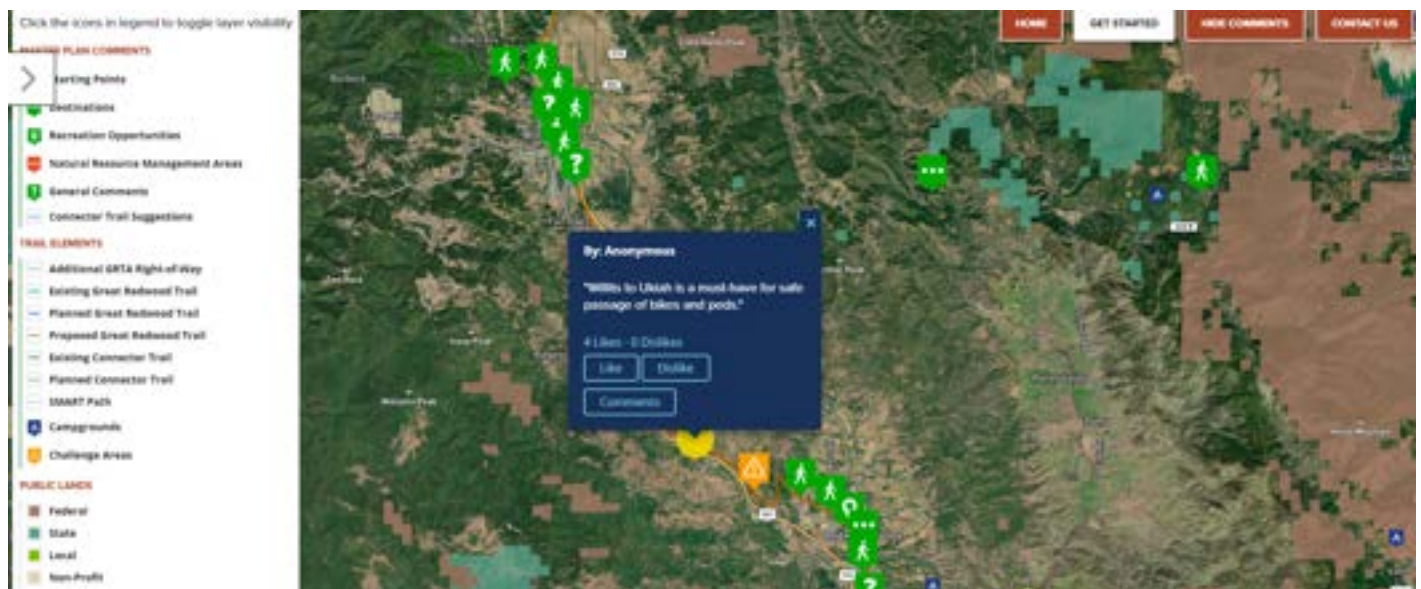 Click the icons in legend to toggle layer visibility
HOME
GET STARTED
HIDE COMMENTS
CONTACT US
MASTER PLAN COMMENTS
Starting Points
Destinations
Recreation Opportunities
Natural Resource Management Areas
General Comments
Connector Trail Suggestions
TRAIL ELEMENTS
Additional GRTA Right-of-Way
Existing Great Redwood Trail
Planned Great Redwood Trail
Proposed Great Redwood Trail
Existing Connector Trail
Planned Connector Trail
SMART Path
Campgrounds
Challenge Areas
PUBLIC LANDS
Federal
State
Local
Non-Profit
By: Anonymous
"Willits to Ukiah is a must-have for safe
passage of bikes and peds."
4 Likes - 0 Dislikes
Like
Dislike
Comments